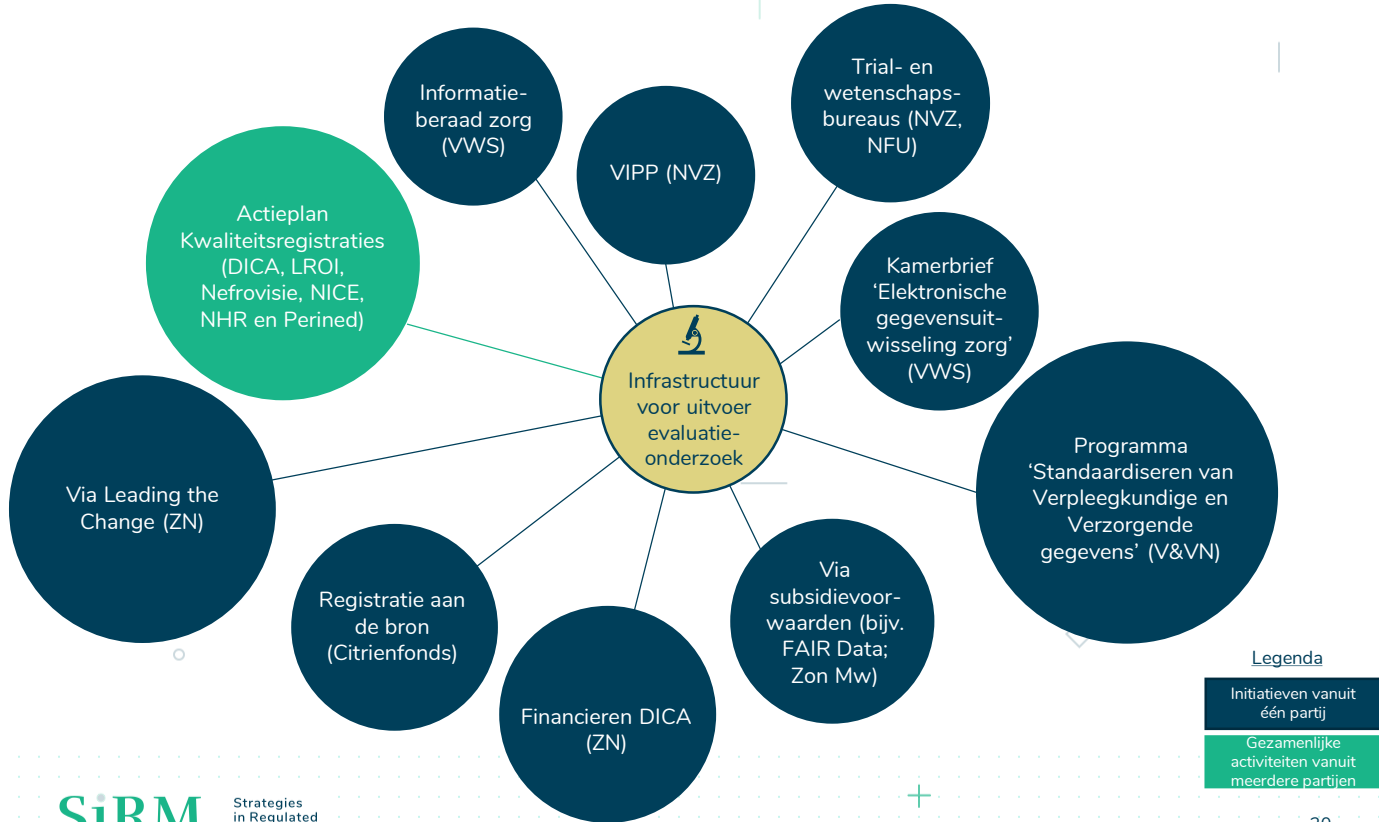 Informatie-
beraad zorg
(VWS)
VIPP (NVZ)
Trial- en
wetenschaps-
bureaus (NVZ,
NFU)
Actieplan
Kwaliteitsregistraties
(DICA, LROI,
Nefrovisie, NICE,
NHR en Perined)
Kamerbrief
‘Elektronische
gegevensuit-
wisseling zorg’
(VWS)
Infrastructuur
voor uitvoer
evaluatie-
onderzoek
Programma
‘Standaardiseren van
Verpleegkundige en
Verzorgende
gegevens’ (V&VN)
Via Leading the
Change (ZN)
Registratie aan
de bron
(Citrienfonds)
Financieren DICA
(ZN)
Via
subsidievoor-
waarden (bijv.
FAIR Data;
Zon Mw)
Legenda
Initiatieven vanuit
één partij
Gezamenlijke
activiteiten vanuit
meerdere partijen
SiRM
Strategies
in Regulated